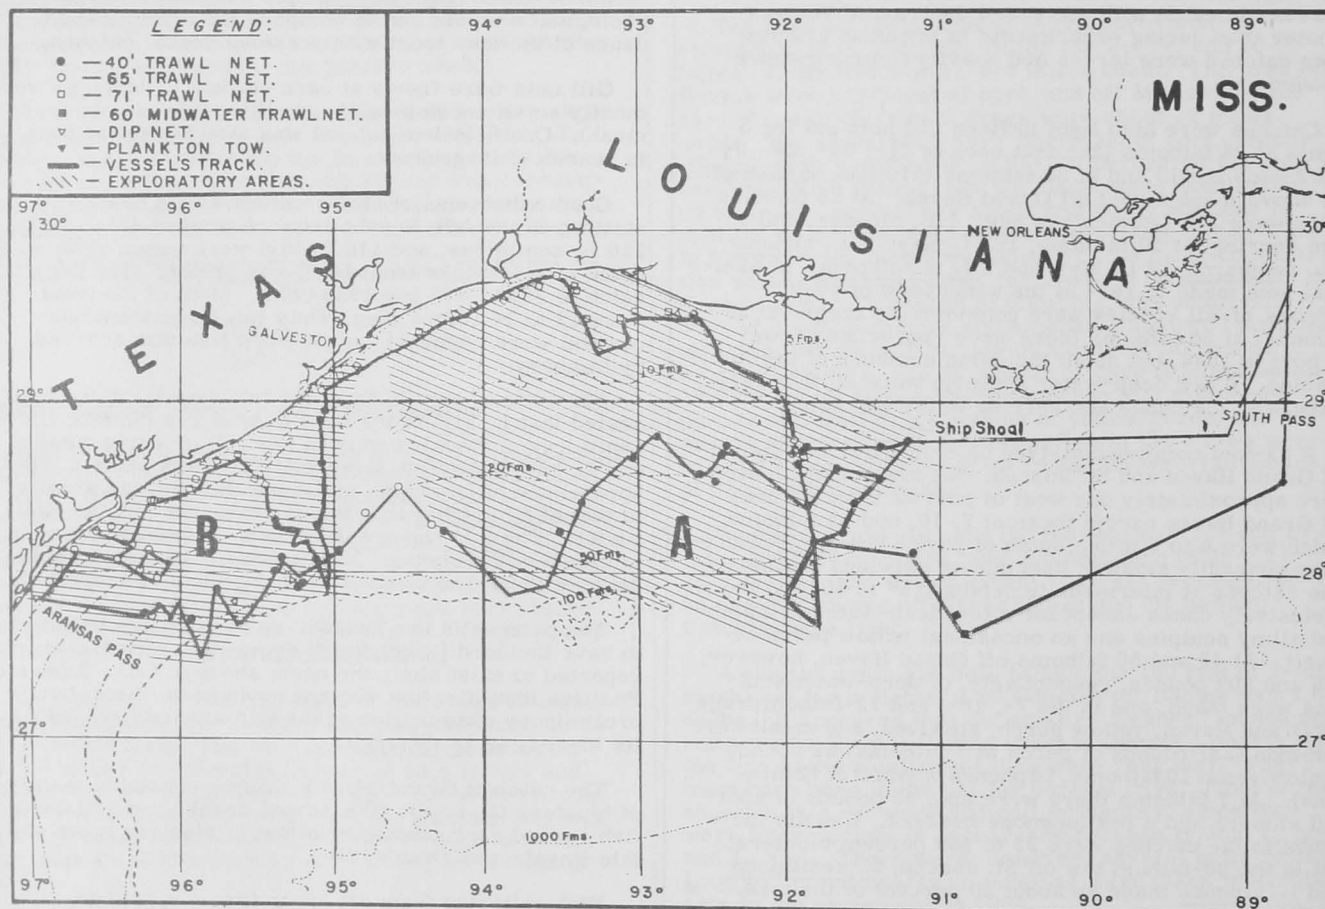 LEGEND:
● — 40' TRAWL NET.
○ — 65' TRAWL NET.
□ — 71' TRAWL NET.
■ — 60' MIDWATER TRAWL NET.
▽ — DIP NET.
▼ — PLANKTON TOW.
— VESSEL'S TRACK.
— EXPLORATORY AREAS.
97° 96° 95° 94° 93° 92° 91° 90° 89°
MISS.
LOUISIANA
TEXAS
30° 30°
NEW ORLEANS
GALVESTON
5 Fms.
10 Fms.
29° 29°
SOUTH PASS
Ship Shoal
20 Fms.
B
A
50 Fms.
28° 28°
100 Fms.
ARANSAS PASS
27° 27°
1000 Fms.
97° 96° 95° 94° 93° 92° 91° 90° 89°